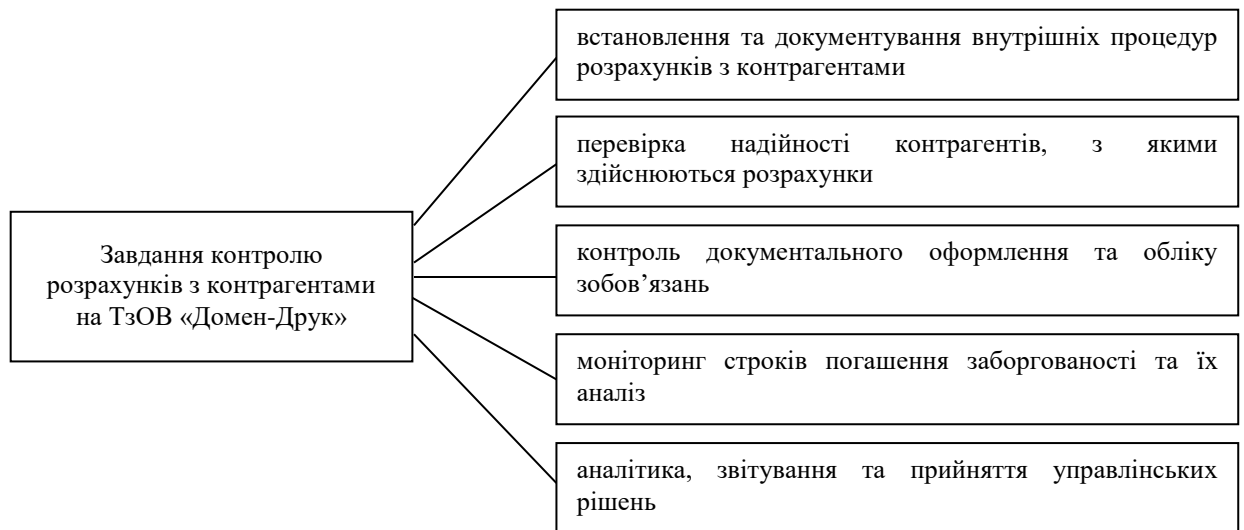 встановлення та документування внутрішніх процедур
розрахунків з контрагентами
перевірка надійності контрагентів, з якими
здійснюються розрахунки
Завдання контролю
розрахунків з контрагентами
на ТзОВ «Домен-Друк»
контроль документального оформлення та обліку
зобов’язань
моніторинг строків погашення заборгованості та їх
аналіз
аналітика, звітування та прийняття управлінських
рішень